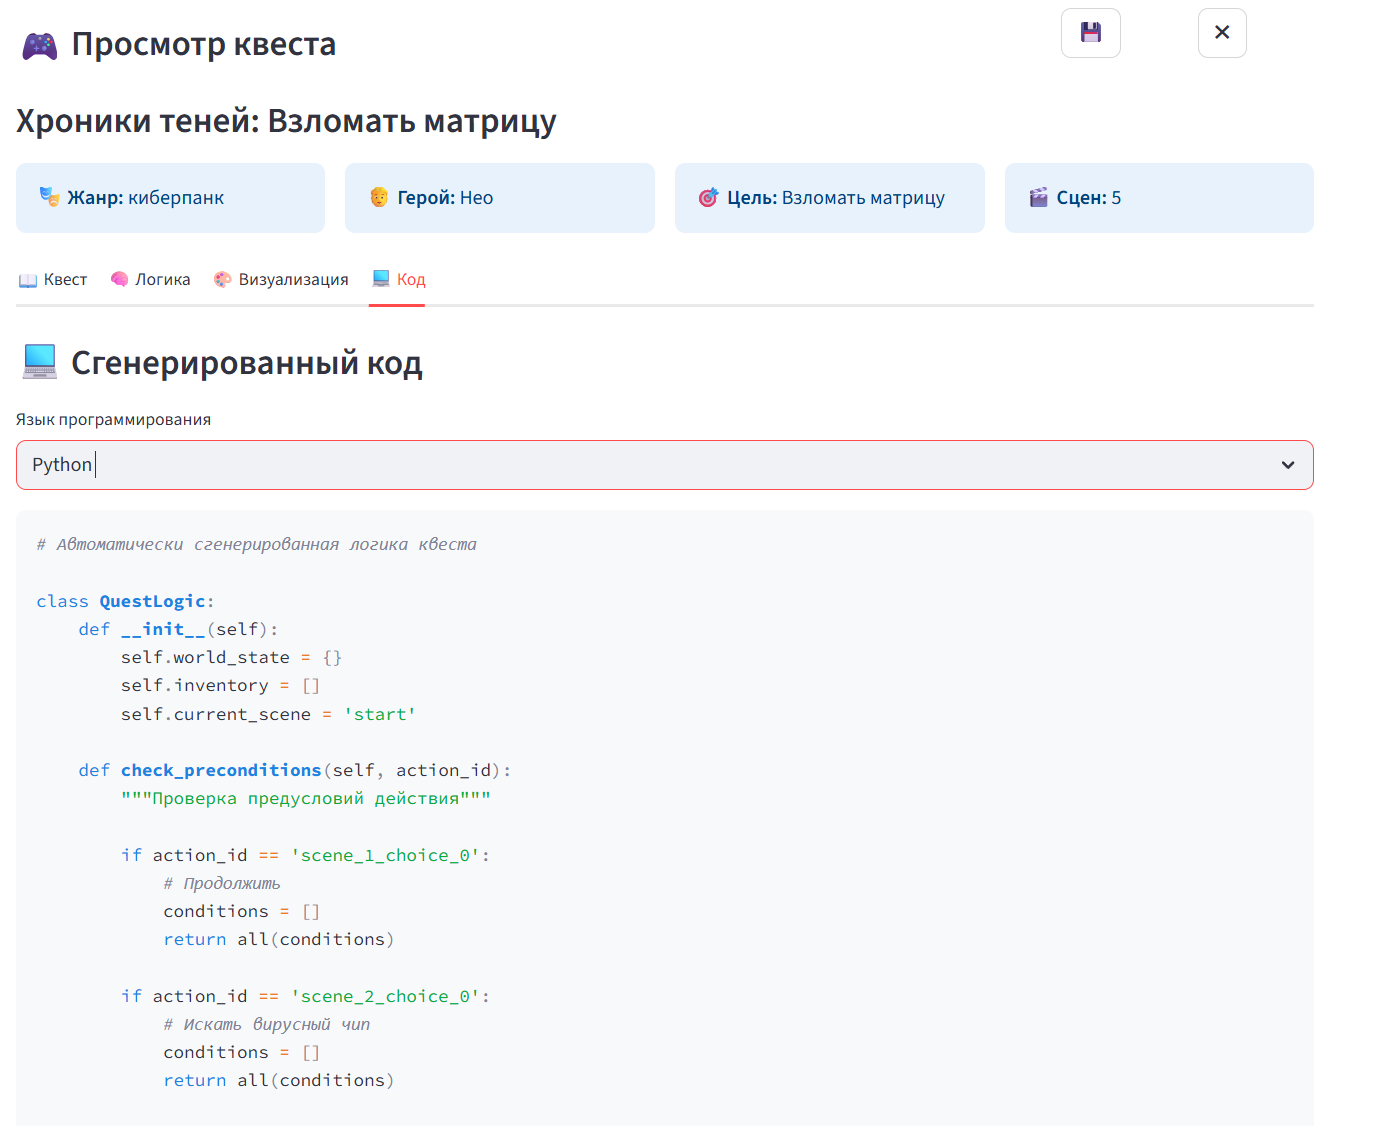 Просмотр квеста
Хроники теней: Взломать матрицу
Жанр: киберпанк
Герой: Нео
Цель: Взломать матрицу
Сцен: 5
Квест
Логика
Визуализация
Код
Сгенерированный код
Язык программирования
Python
# Автоматически сгенерированная логика квеста
class QuestLogic:
    def __init__(self):
        self.world_state = {}
        self.inventory = []
        self.current_scene = 'start'
    def check_preconditions(self, action_id):
        """Проверка предусловий действия"""
        if action_id == 'scene_1_choice_0':
            # Продолжить
            conditions = []
            return all(conditions)
        if action_id == 'scene_2_choice_0':
            # Искать вирусный чип
            conditions = []
            return all(conditions)